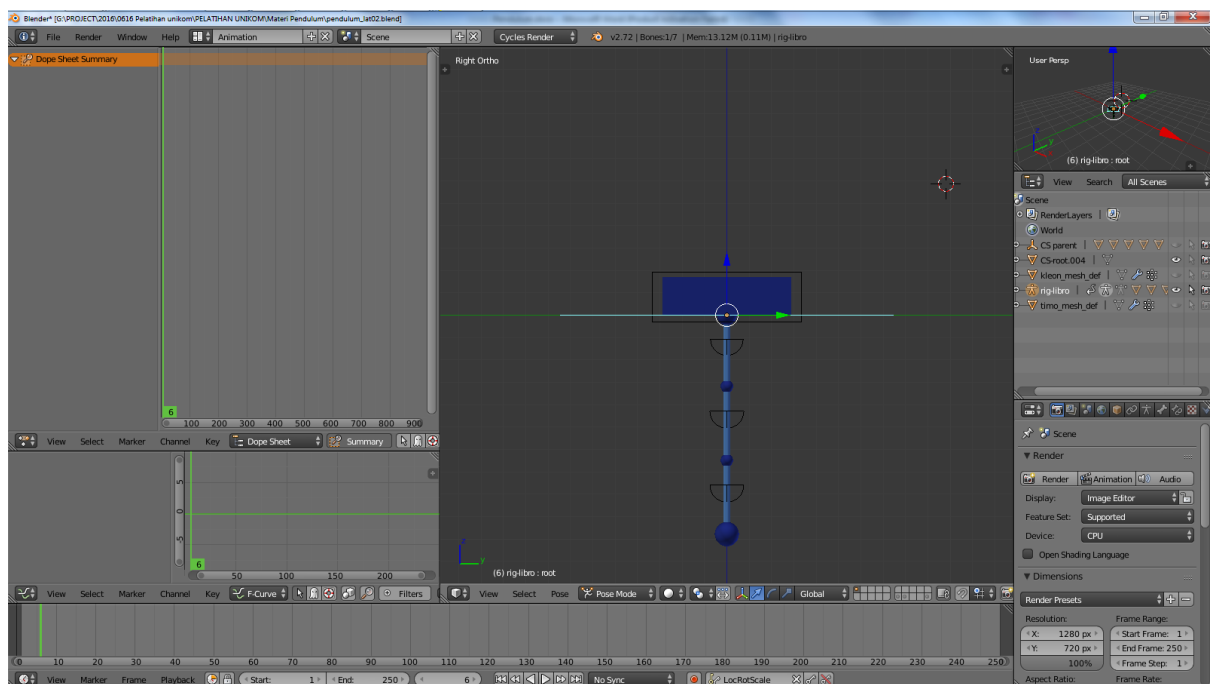 Blender* [G:\PROJECT\2016\0616 Pelatihan unikom\PELATIHAN UNIKOM\Materi Pendulum\pendulum_lat02.blend]
File Render Window Help Animation Scene Cycles Render v2.72 | Bones:1/7 | Mem:13.12M (0.11M) | rig-libro
Dope Sheet Summary
6
100 200 300 400 500 600 700 800 900
View Select Marker Channel Key Dope Sheet Summary
5
0
-5
6
50 100 150 200
View Select Marker Channel Key F-Curve Filters
Right Ortho
(6) rig-libro : root
z
y
View Select Pose Pose Mode Global
User Persp
z
y
(6) rig-libro : root
View Search All Scenes
Scene
RenderLayers |
World
CS parent |
CS-root.004 |
kleon_mesh_def |
rig-libro |
timo_mesh_def |
Scene
Render
Render Animation Audio
Display: Image Editor
Feature Set: Supported
Device: CPU
Open Shading Language
Dimensions
Render Presets
Resolution: Frame Range:
X: 1280 px Start Frame: 1
Y: 720 px End Frame: 250
100% Frame Step: 1
Aspect Ratio: Frame Rate:
0 10 20 30 40 50 60 70 80 90 100 110 120 130 140 150 160 170 180 190 200 210 220 230 240 250
View Marker Frame Playback Start: 1 End: 250 6 No Sync LocRotScale